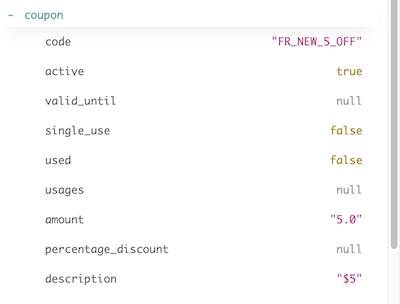 − coupon
code "FR_NEW_5_OFF"
active true
valid_until null
single_use false
used false
usages null
amount "5.0"
percentage_discount null
description "$5"